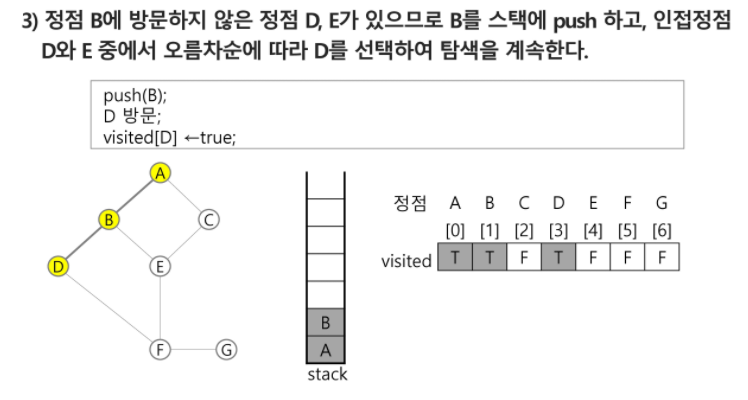 3) 정점 B에 방문하지 않은 정점 D, E가 있으므로 B를 스택에 push 하고, 인접정점
D와 E 중에서 오름차순에 따라 D를 선택하여 탐색을 계속한다.
push(B);
D 방문;
visited[D] ←true;
A
B
C
D
E
F
G
B
A
stack
정점 A B C D E F G
[0] [1] [2] [3] [4] [5] [6]
visited T T F T F F F